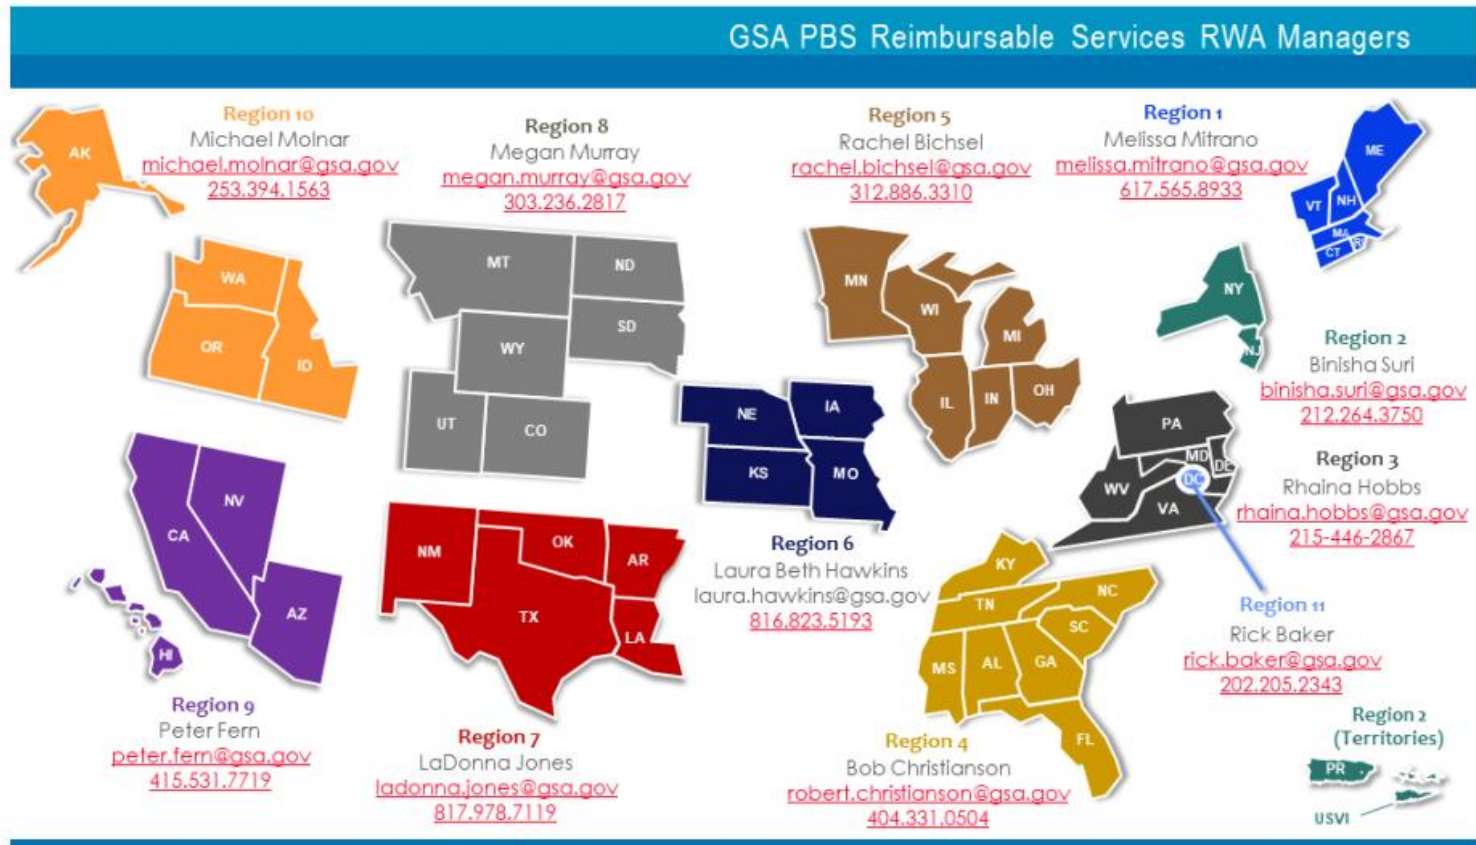 GSA PBS Reimbursable Services RWA Managers
Region 10
Michael Molnar
michael.molnar@gsa.gov
253.394.1563
AK
WA
OR
ID
Region 8
Megan Murray
megan.murray@gsa.gov
303.236.2817
MT
ND
SD
WY
UT
CO
Region 5
Rachel Bichsel
rachel.bichsel@gsa.gov
312.886.3310
MN
WI
MI
IL
IN
OH
Region 1
Melissa Mitrano
melissa.mitrano@gsa.gov
617.565.8933
ME
VT
NH
MA
CT
RI
NY
NJ
Region 2
Binisha Suri
binisha.suri@gsa.gov
212.264.3750
PA
MD
DE
DC
WV
VA
Region 3
Rhaina Hobbs
rhaina.hobbs@gsa.gov
215-446-2867
NE
IA
KS
MO
Region 6
Laura Beth Hawkins
laura.hawkins@gsa.gov
816.823.5193
NV
CA
AZ
HI
Region 9
Peter Fern
peter.fern@gsa.gov
415.531.7719
NM
OK
AR
TX
LA
Region 7
LaDonna Jones
ladonna.jones@gsa.gov
817.978.7119
KY
TN
NC
SC
MS
AL
GA
FL
Region 4
Bob Christianson
robert.christianson@gsa.gov
404.331.0504
Region 11
Rick Baker
rick.baker@gsa.gov
202.205.2343
Region 2
(Territories)
PR
USVI